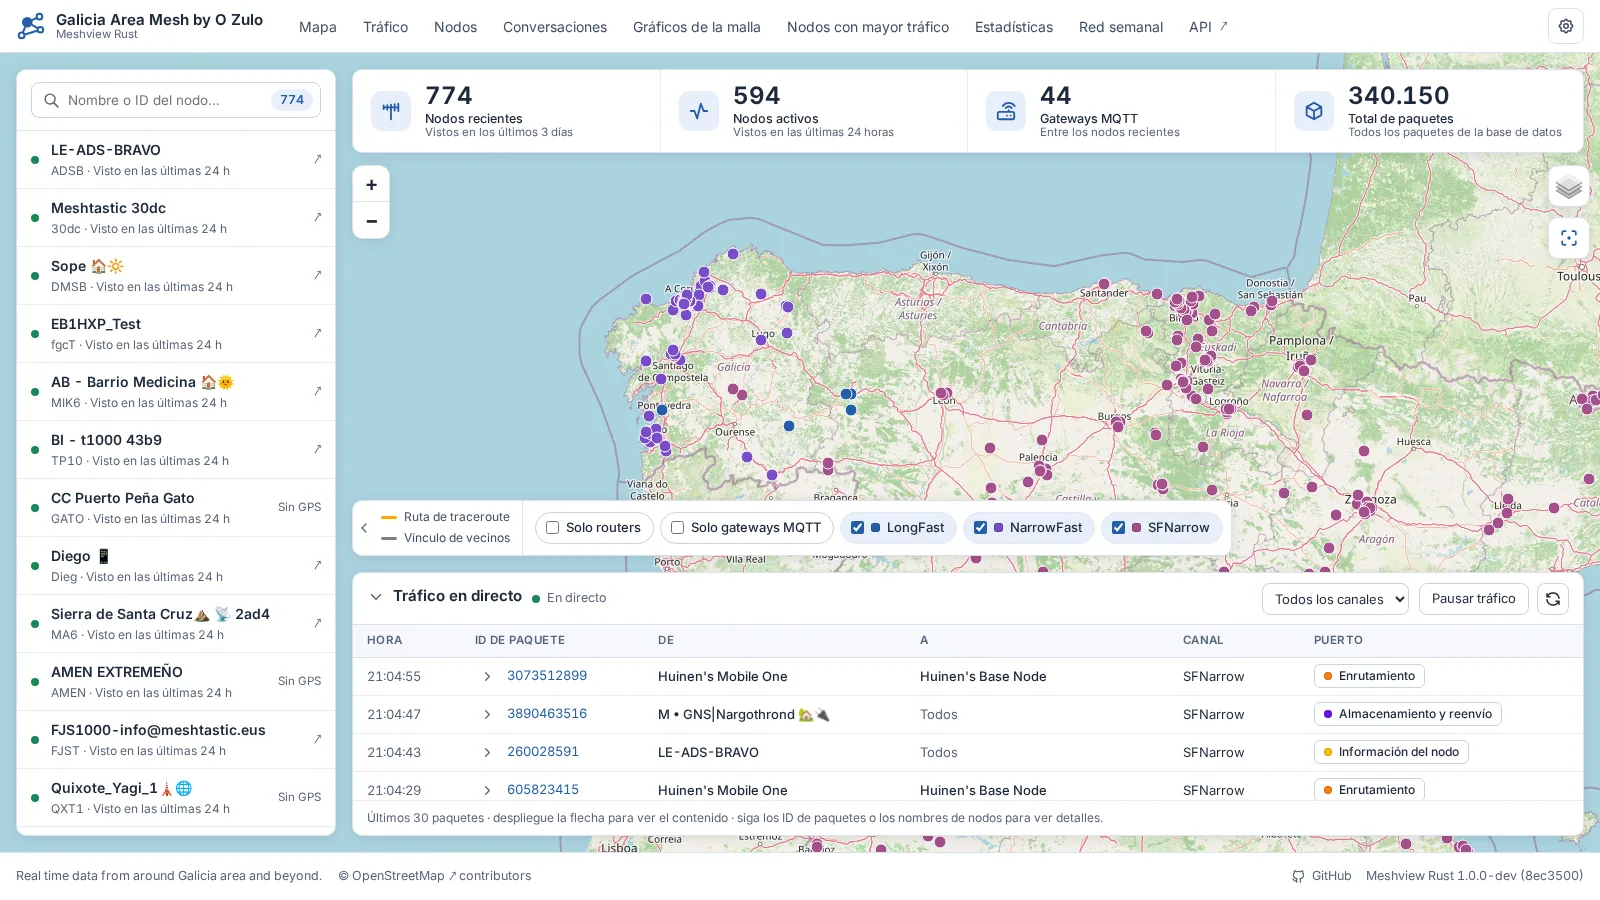 Galicia Area Mesh by O Zulo
Meshview Rust
Mapa
Tráfico
Nodos
Conversaciones
Gráficos de la malla
Nodos con mayor tráfico
Estadísticas
Red semanal
API ↗
Nombre o ID del nodo...
774
LE-ADS-BRAVO
ADSB · Visto en las últimas 24 h
Meshtastic 30dc
30dc · Visto en las últimas 24 h
Sope 🏠🔆
DMSB · Visto en las últimas 24 h
EB1HXP_Test
fgcT · Visto en las últimas 24 h
AB - Barrio Medicina 🏠🌞
MIK6 · Visto en las últimas 24 h
BI - t1000 43b9
TP10 · Visto en las últimas 24 h
CC Puerto Peña Gato
GATO · Visto en las últimas 24 h
Sin GPS
Diego 📱
Dieg · Visto en las últimas 24 h
Sierra de Santa Cruz⛰️ 📡 2ad4
MA6 · Visto en las últimas 24 h
AMEN EXTREMEÑO
AMEN · Visto en las últimas 24 h
Sin GPS
FJS1000-info@meshtastic.eus
FJST · Visto en las últimas 24 h
Quixote_Yagi_1🗼🌐
QXT1 · Visto en las últimas 24 h
Sin GPS
774
Nodos recientes
Vistos en los últimos 3 días
594
Nodos activos
Vistos en las últimas 24 horas
44
Gateways MQTT
Entre los nodos recientes
340.150
Total de paquetes
Todos los paquetes de la base de datos
+
−
Gijón /
Xixón
Santander
Donostia /
San Sebastián
Toulous
Pau
Asturias /
Asturies
Cantabria
Lugo
Euskadi
Pamplona /
Santiago
de Compostela
Galicia
Vitoria-
Gasteiz
Navarra /
Nafarroa
Pontevedra
León
Logroño
Burgos
La Rioja
Ourense
Huesca
Palencia
Viana do
Castelo
Bragança
Castilla y
Zaragoza
Aragón
Porto
Vila Real
Ruta de traceroute
Vínculo de vecinos
Solo routers
Solo gateways MQTT
LongFast
NarrowFast
SFNarrow
Tráfico en directo
En directo
Todos los canales
Pausar tráfico
HORA ID DE PAQUETE DE A CANAL PUERTO
21:04:55 3073512899 Huinen's Mobile One Huinen's Base Node SFNarrow Enrutamiento
21:04:47 3890463516 M • GNS|Nargothrond 🏡🔌 Todos SFNarrow Almacenamiento y reenvío
21:04:43 260028591 LE-ADS-BRAVO Todos SFNarrow Información del nodo
21:04:29 605823415 Huinen's Mobile One Huinen's Base Node SFNarrow Enrutamiento
Últimos 30 paquetes · despliegue la flecha para ver el contenido · siga los ID de paquetes o los nombres de nodos para ver detalles.
Lisboa
Real time data from around Galicia area and beyond.
© OpenStreetMap ↗ contributors
GitHub
Meshview Rust 1.0.0-dev (8ec3500)